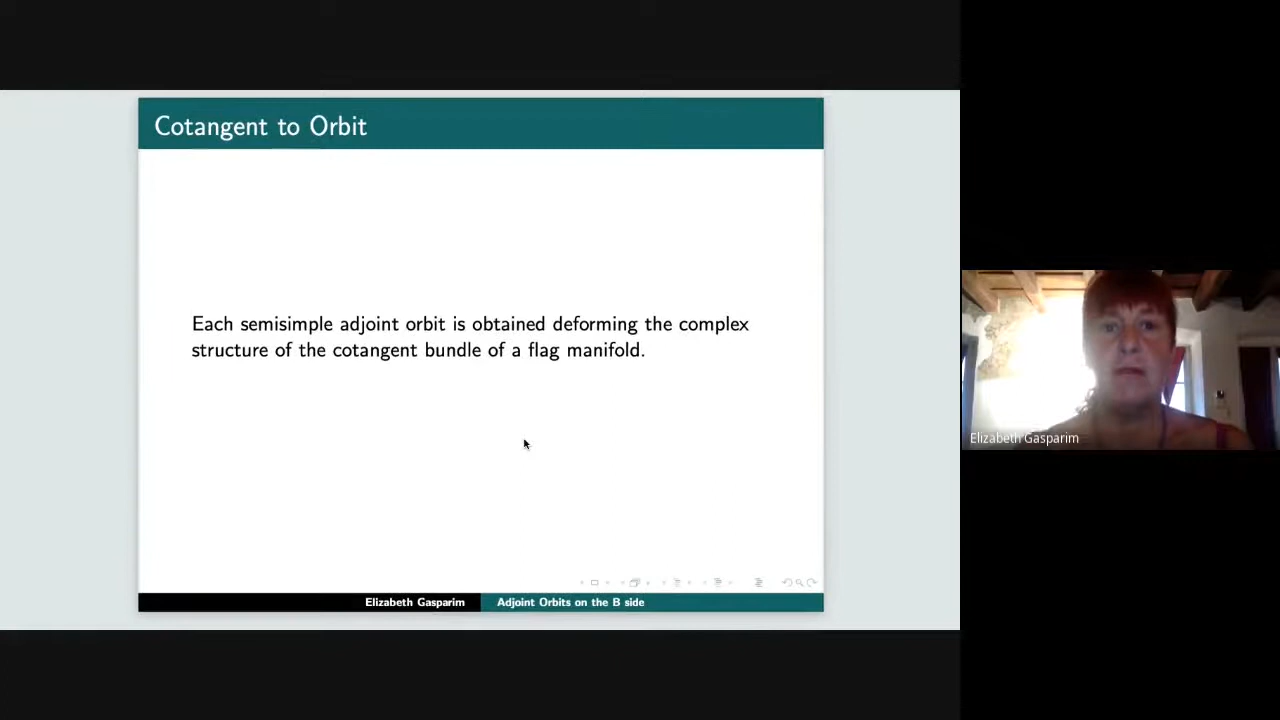 Cotangent to Orbit
Each semisimple adjoint orbit is obtained deforming the complex
structure of the cotangent bundle of a flag manifold.
Elizabeth Gasparim
Adjoint Orbits on the B side
Elizabeth Gasparim